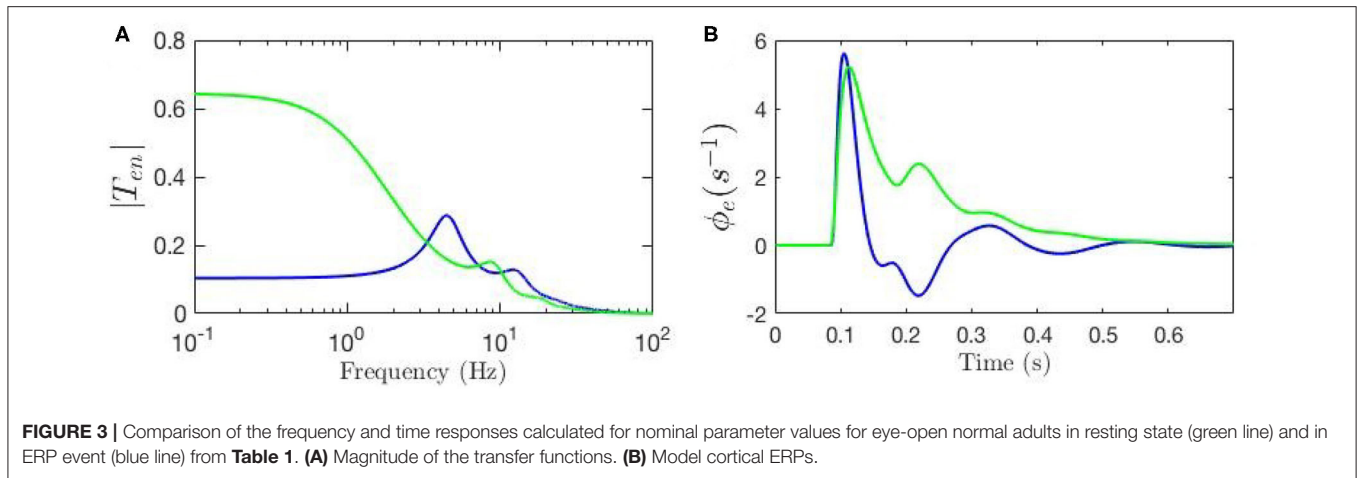 A
0.8
0.6
0.4
0.2
0
|T_{en}|
10^{-1} 10^{0} 10^{1} 10^{2}
Frequency (Hz)
B
6
4
2
0
-2
ϕ_e(s^{-1})
0 0.1 0.2 0.3 0.4 0.5 0.6
Time (s)
FIGURE 3 | Comparison of the frequency and time responses calculated for nominal parameter values for eye-open normal adults in resting state (green line) and in
ERP event (blue line) from Table 1. (A) Magnitude of the transfer functions. (B) Model cortical ERPs.